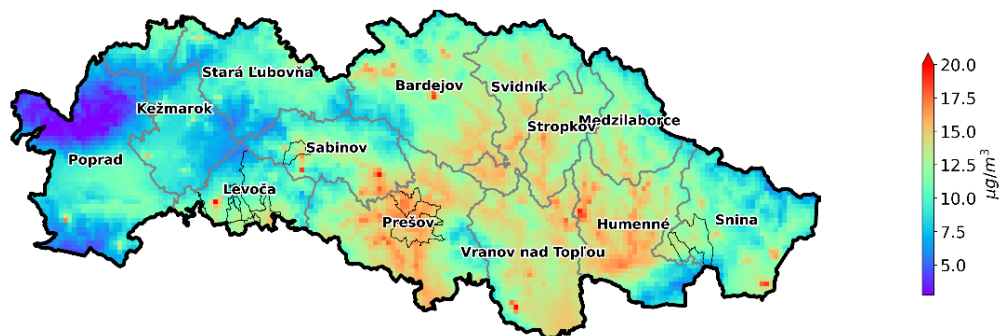 Stará Ľubovňa
Bardejov
Svidník
Kežmarok
Medzilaborce
Stropkov
Sabinov
Poprad
Levoča
Prešov
Humenné
Snina
Vranov nad Topľou
20.0
17.5
15.0
12.5
10.0
7.5
5.0
μg/m³